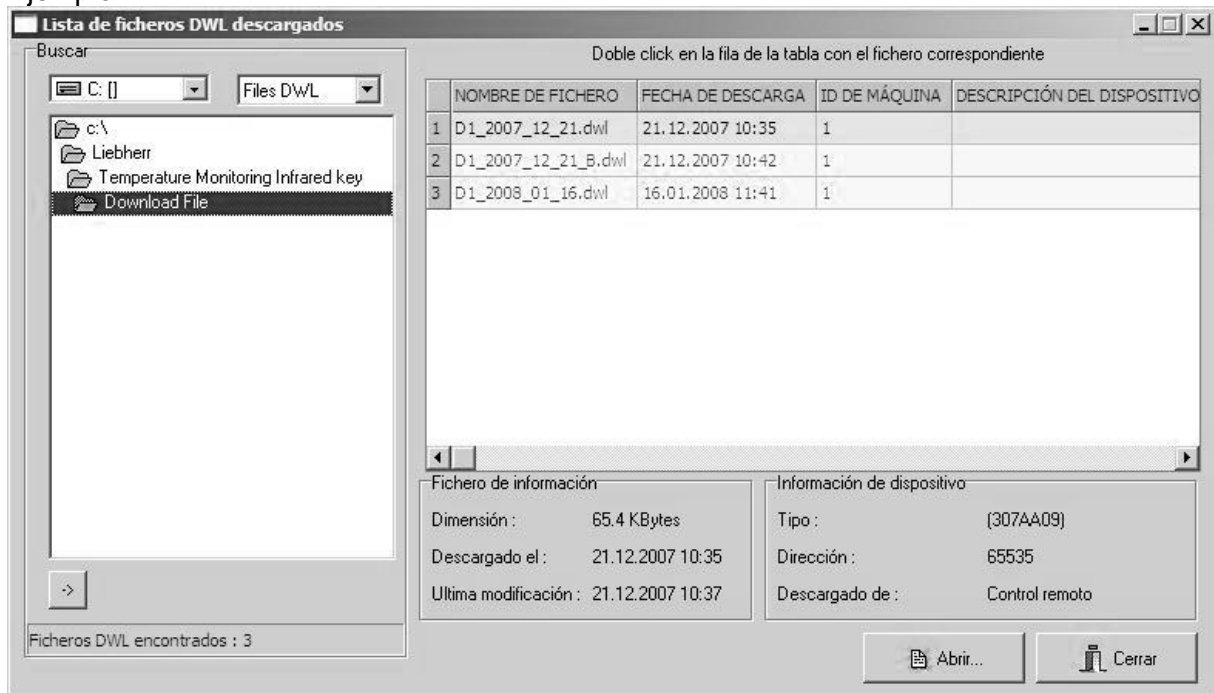 Lista de ficheros DWL descargados
Buscar
C: []
Files DWL
c:\
Liebherr
Temperature Monitoring Infrared key
Download File
->
Ficheros DWL encontrados : 3
Doble click en la fila de la tabla con el fichero correspondiente
NOMBRE DE FICHERO FECHA DE DESCARGA ID DE MÁQUINA DESCRIPCIÓN DEL DISPOSITIVO
1 D1_2007_12_21.dwl 21.12.2007 10:35 1
2 D1_2007_12_21_B.dwl 21.12.2007 10:42 1
3 D1_2008_01_16.dwl 16.01.2008 11:41 1
Fichero de información
Dimensión : 65.4 KBytes
Descargado el : 21.12.2007 10:35
Ultima modificación : 21.12.2007 10:37
Información de dispositivo
Tipo : (307AA09)
Dirección : 65535
Descargado de : Control remoto
Abrir...
Cerrar